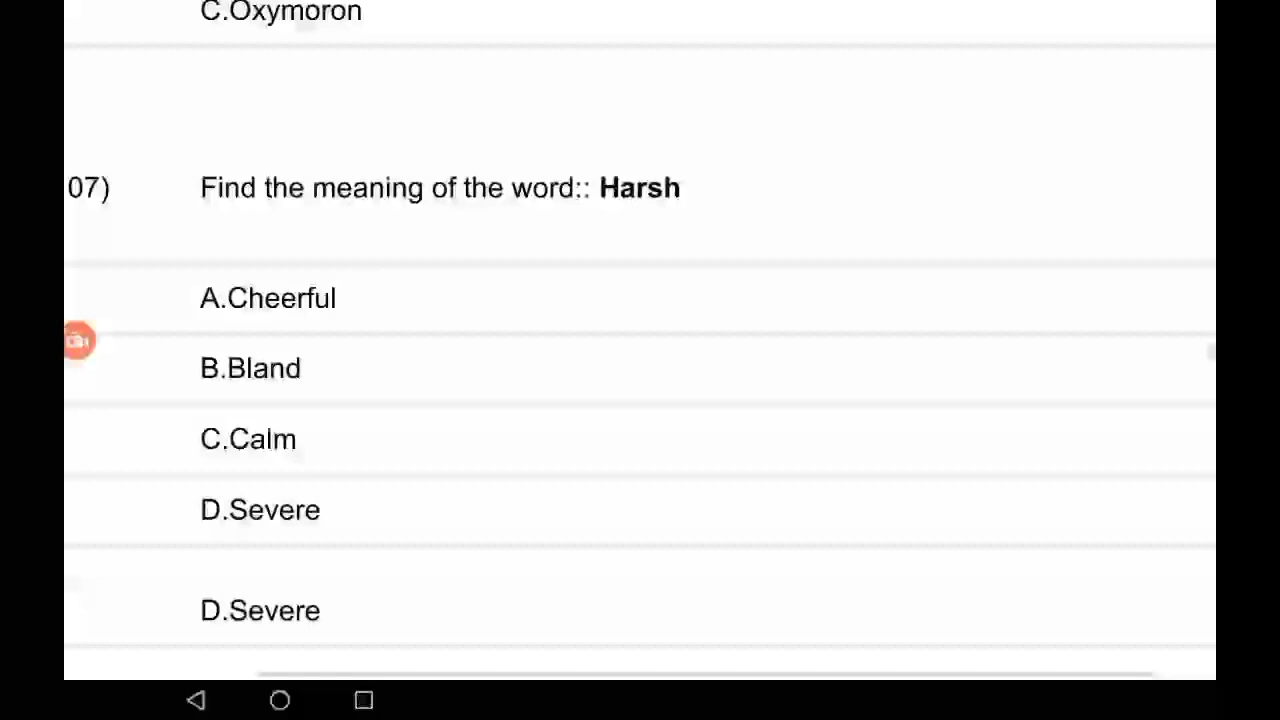 C.Oxymoron
07) Find the meaning of the word:: Harsh
A.Cheerful
B.Bland
C.Calm
D.Severe
D.Severe